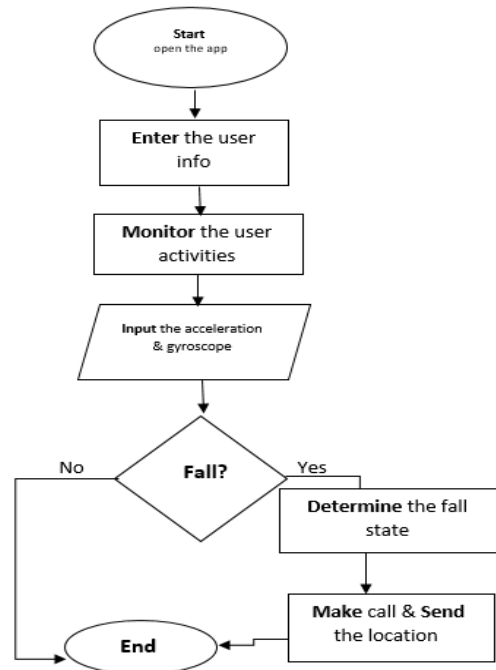 Start
open the app
Enter the user
info
Monitor the user
activities
Input the acceleration
& gyroscope
Fall?
No
Yes
Determine the fall
state
Make call & Send
the location
End